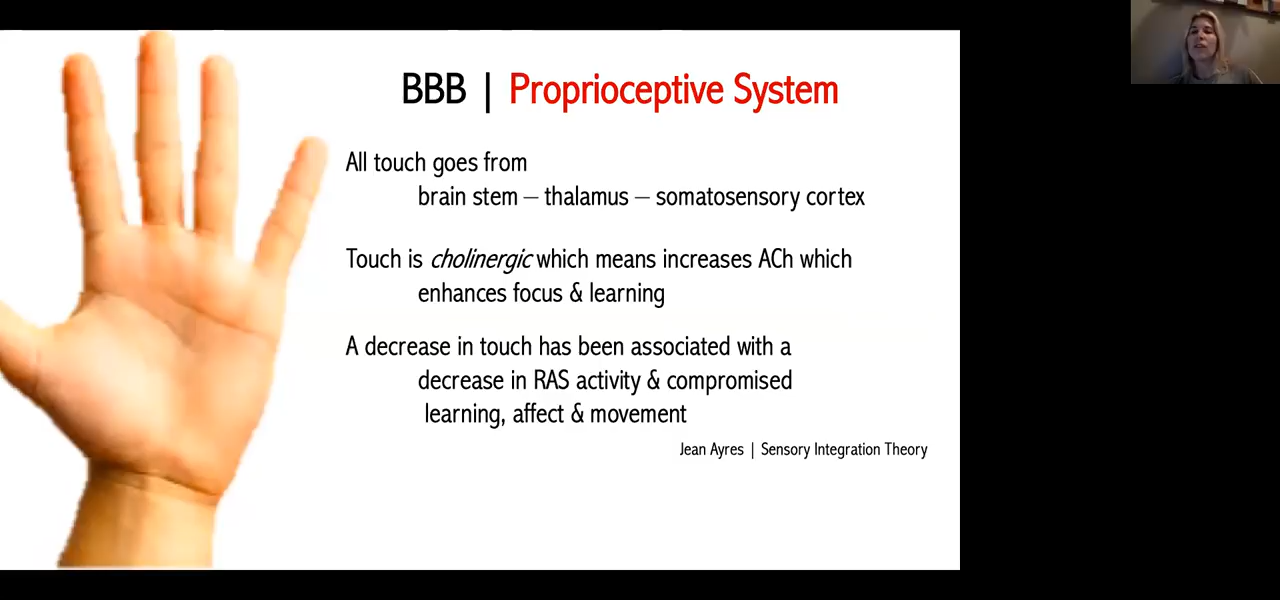 BBB | Proprioceptive System
All touch goes from
brain stem – thalamus – somatosensory cortex
Touch is cholinergic which means increases ACh which
enhances focus & learning
A decrease in touch has been associated with a
decrease in RAS activity & compromised
learning, affect & movement
Jean Ayres | Sensory Integration Theory